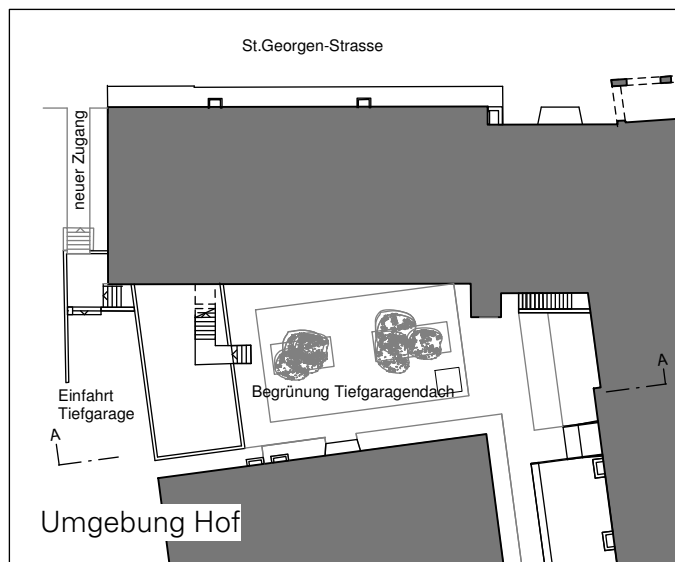 St.Georgen-Strasse
neuer Zugang
Einfahrt
Tiefgarage
Begrünung Tiefgaragendach
A
A
Umgebung Hof